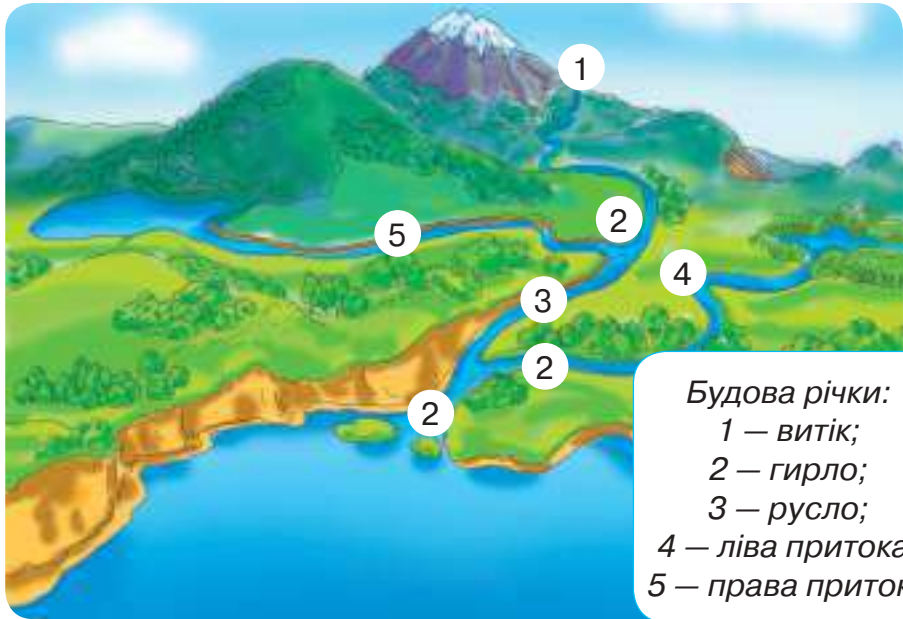 1
2
5
4
3
2
2
Будова річки:
1 — витік;
2 — гирло;
3 — русло;
4 — ліва притока
5 — права приток